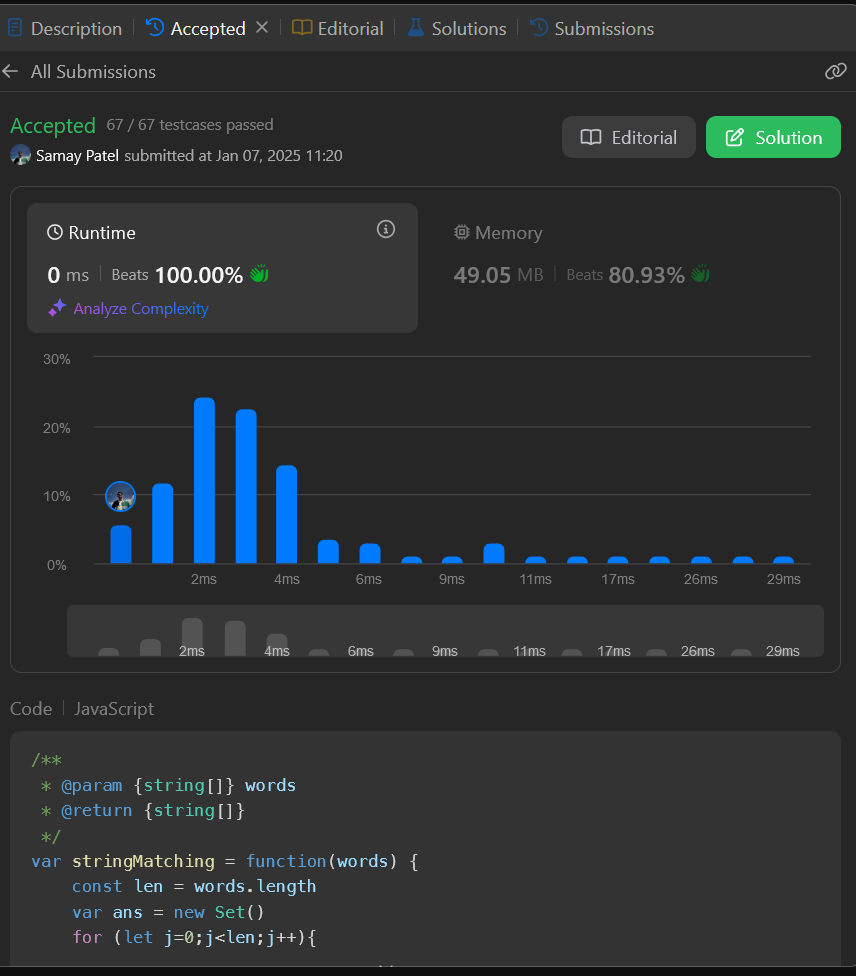 Description Accepted Editorial Solutions Submissions
All Submissions
Accepted 67 / 67 testcases passed
Samay Patel submitted at Jan 07, 2025 11:20
Editorial
Solution
Runtime
0 ms Beats 100.00%
Analyze Complexity
Memory
49.05 MB Beats 80.93%
30%
20%
10%
0%
2ms 4ms 6ms 9ms 11ms 17ms 26ms 29ms
2ms 4ms 6ms 9ms 11ms 17ms 26ms 29ms
Code JavaScript
/**
 * @param {string[]} words
 * @return {string[]}
 */
var stringMatching = function(words) {
    const len = words.length
    var ans = new Set()
    for (let j=0;j<len;j++){